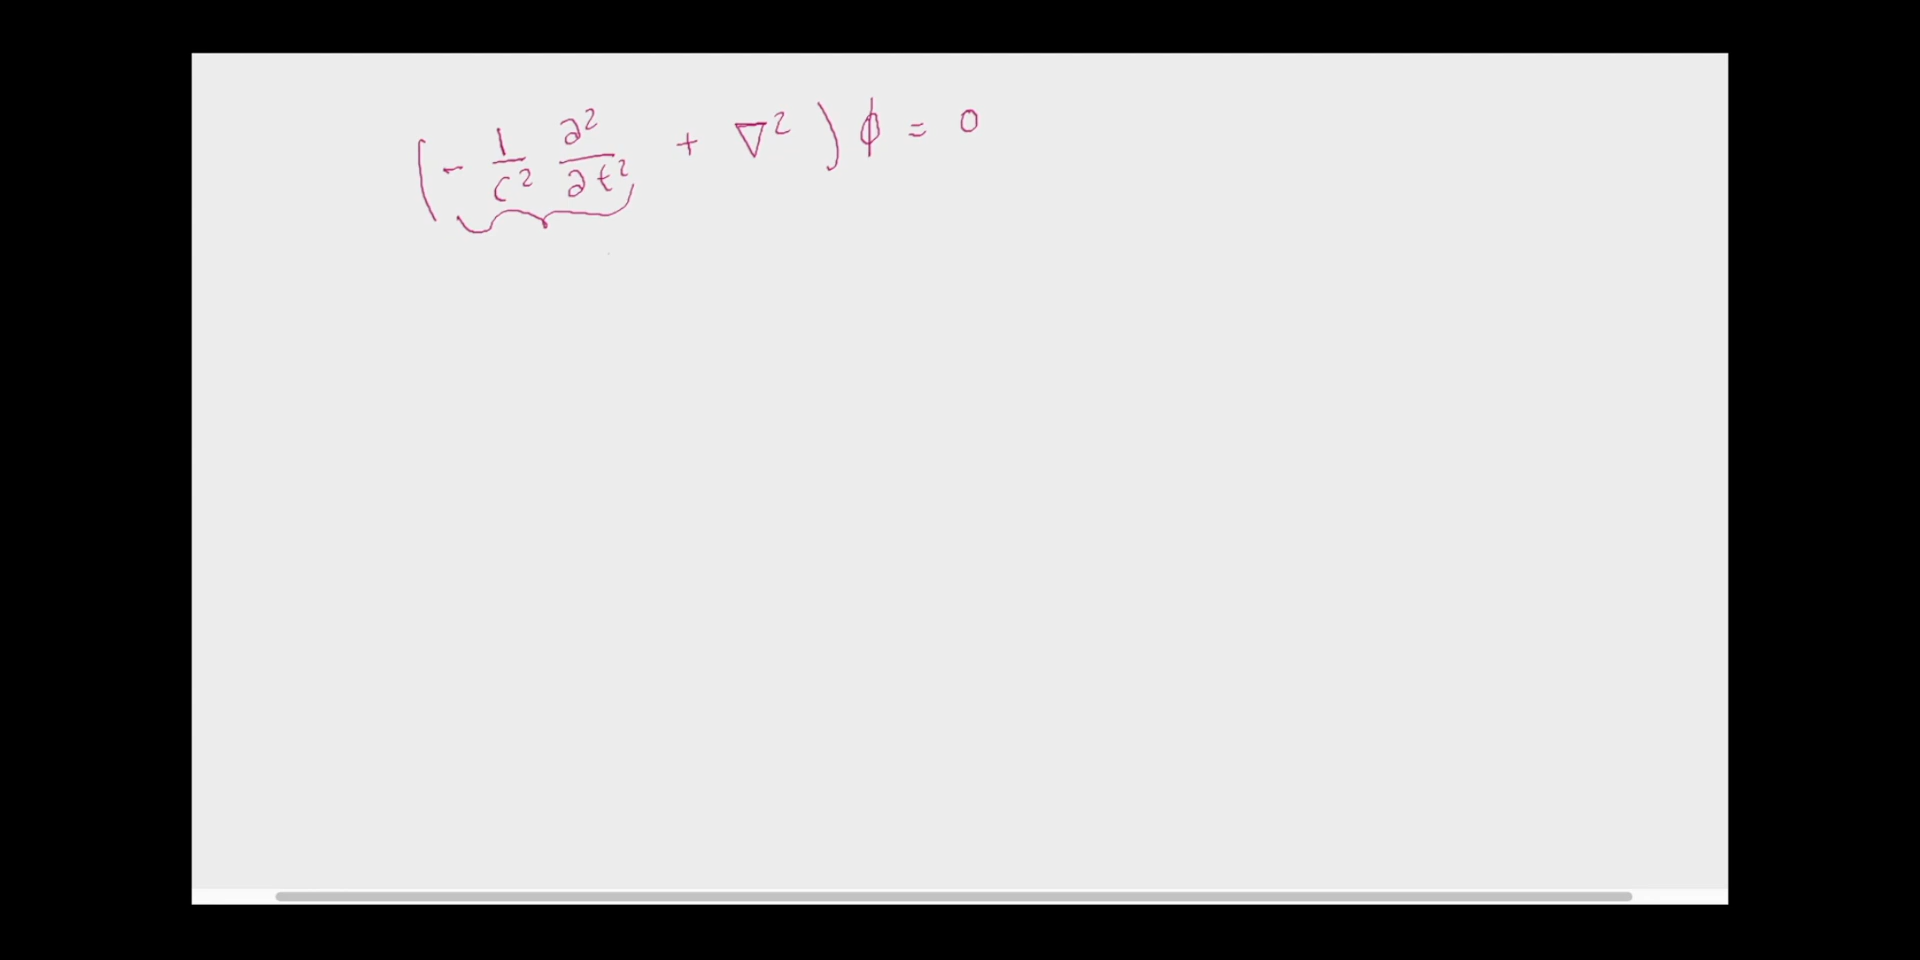 (- 1/c² ∂²/∂t² + ∇²) ϕ = 0